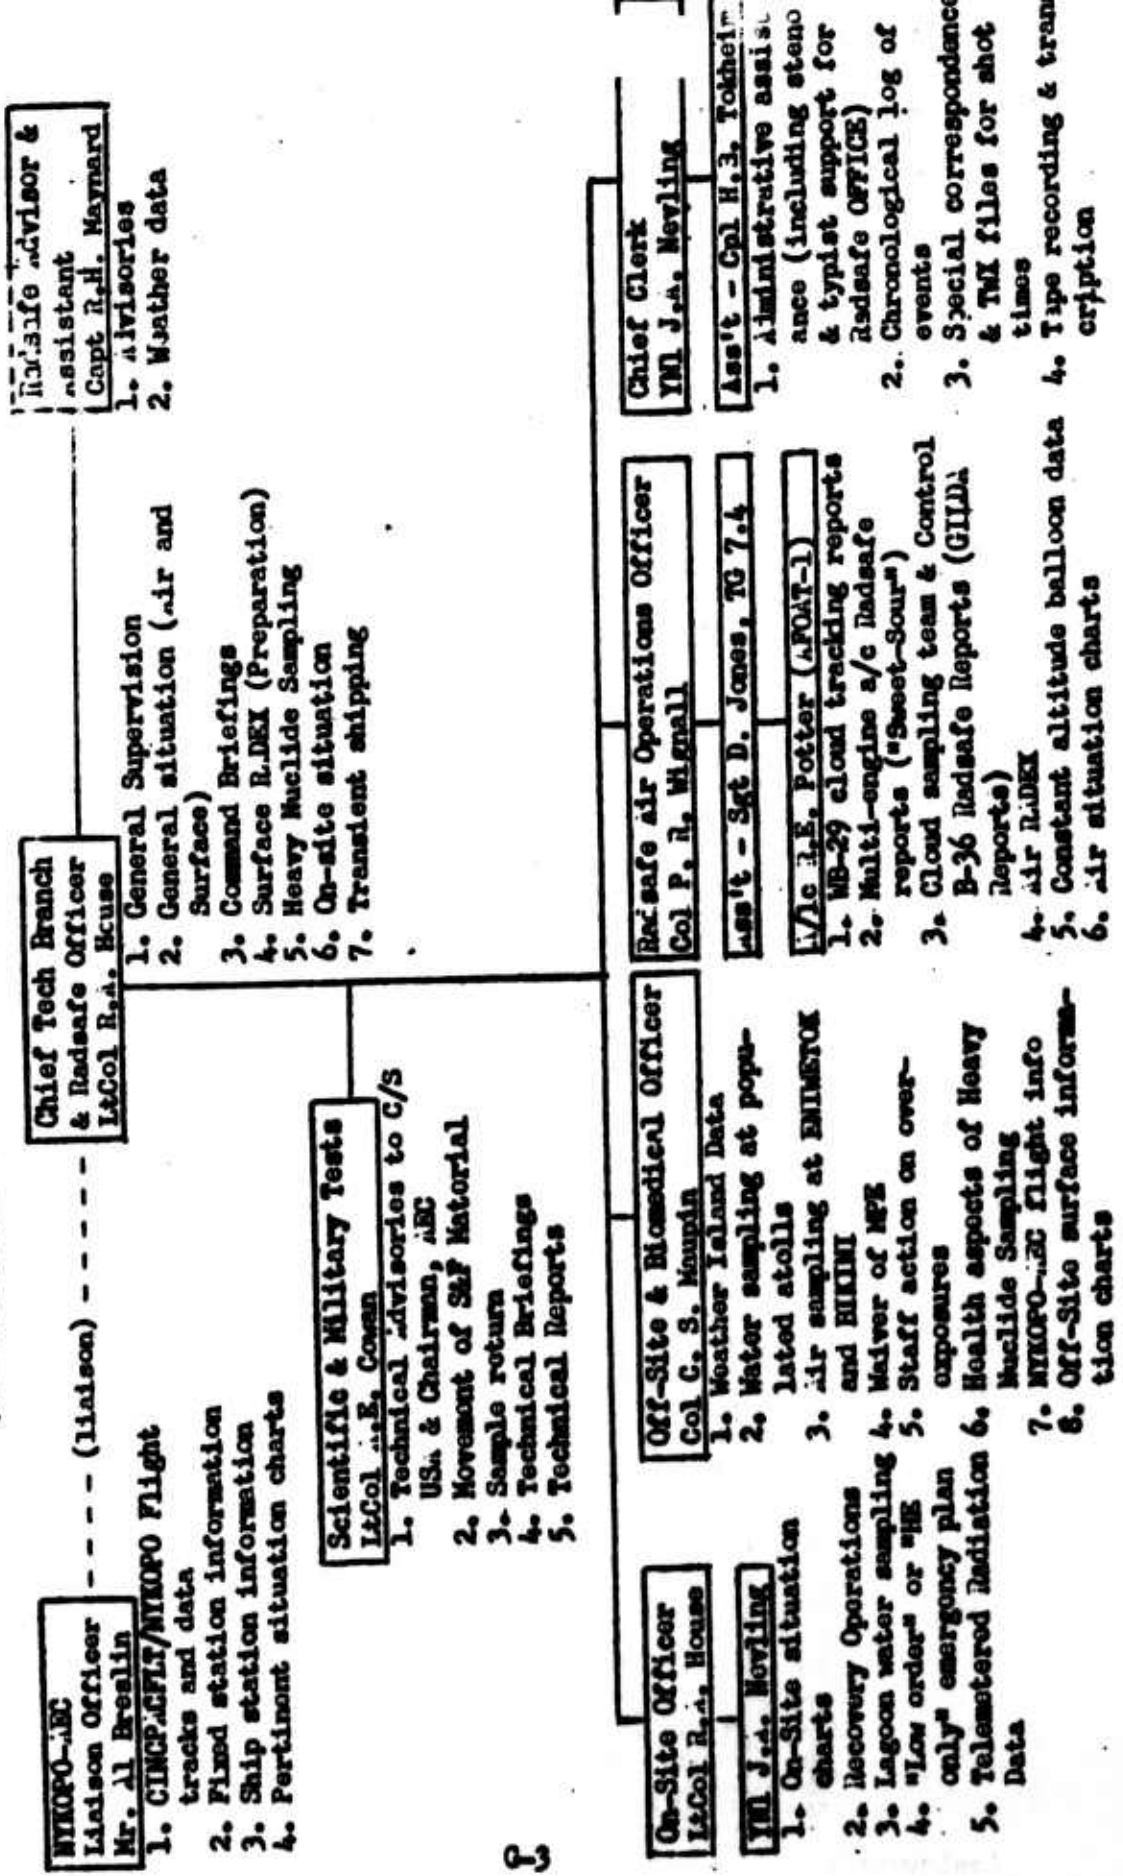 NYKOPO-AEC
Liaison Officer
Mr. Al Breslin
1. CINCPACFLT/NYKOPO Flight
tracks and data
2. Fixed station information
3. Ship station information
4. Pertinont situation charts
(liaison)
Chief Tech Branch
& Radsafe Officer
LtCol R.A. House
1. General Supervision
2. General situation (Air and
Surface)
3. Command Briefings
4. Surface RADEX (Preparation)
5. Heavy Nuclide Sampling
6. On-site situation
7. Transient shipping
Radsafe Advisor &
Assistant
Capt R.H. Maynard
1. Advisories
2. Weather data
Scientific & Military Tests
LtCol A.E. Cowan
1. Technical Advisories to C/S
USA & Chairman, AEC
2. Movemont of S&F Matorial
3. Sample roturn
4. Technical Briefings
5. Technical Reports
On-Site Officer
LtCol R.A. House
YN1 J.A. Nevling
1. On-Site situation
charts
2. Recovery Operations
3. Lagoon water sampling
4. "Low order" or "HE
only" emergoncy plan
5. Telemetered Radiation
Data
Off-Site & Biomedical Officer
Col C. S. Maupin
1. Weather Island Data
2. Water sampling at popu-
lated atolls
3. Air sampling at ENIWETOK
and BIKINI
4. Waiver of MPE
5. Staff action on over-
exposures
6. Health aspects of Heavy
Nuclide Sampling
7. NYKOPO-AEC flight info
8. Off-Site surface informa-
tion charts
Radsafe Air Operations Officer
Col P. R. Wignall
Ass't - Sgt D. Jones, TG 7.4
A/1c R.E. Potter (AFOAT-1)
1. WB-29 cloud tracking reports
2. Multi-engine a/c Radsafe
reports ("Sweet-Sour")
3. Cloud sampling team & Control
B-36 Radsafe Reports (GILDA
Reports)
4. Air RADEX
5. Constant altitude balloon data
6. Air situation charts
Chief Clerk
YN1 J.A. Nevling
Ass't - Cpl H.3. Tokheim
1. Administrative assist
ance (including steno
& typist support for
Radsafe OFFICE)
2. Chronological log of
events
3. Special correspondence
& TWX files for shot
times
4. Tape recording & tran
cription